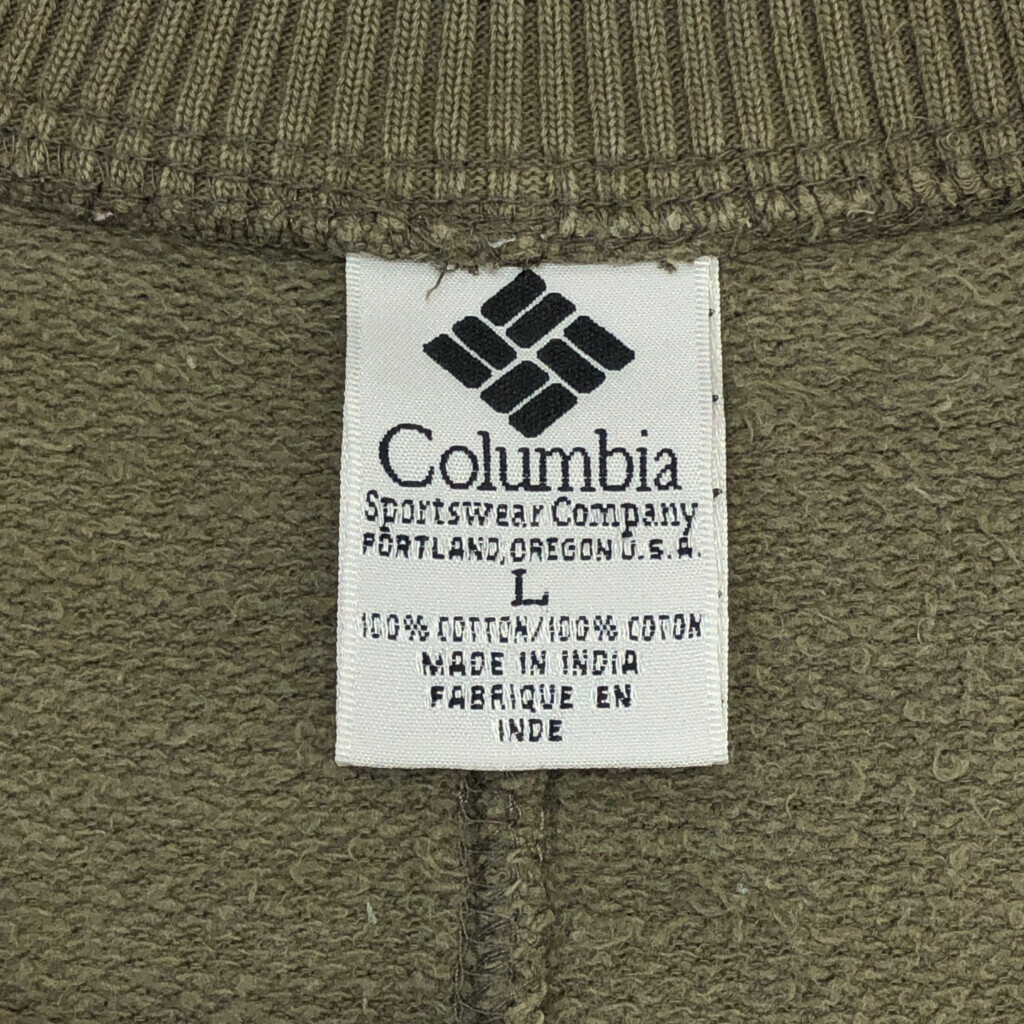 Columbia
Sportswear Company
PORTLAND, OREGON U.S.A.
L
100% COTTON/100% COTON
MADE IN INDIA
FABRIQUE EN
INDE